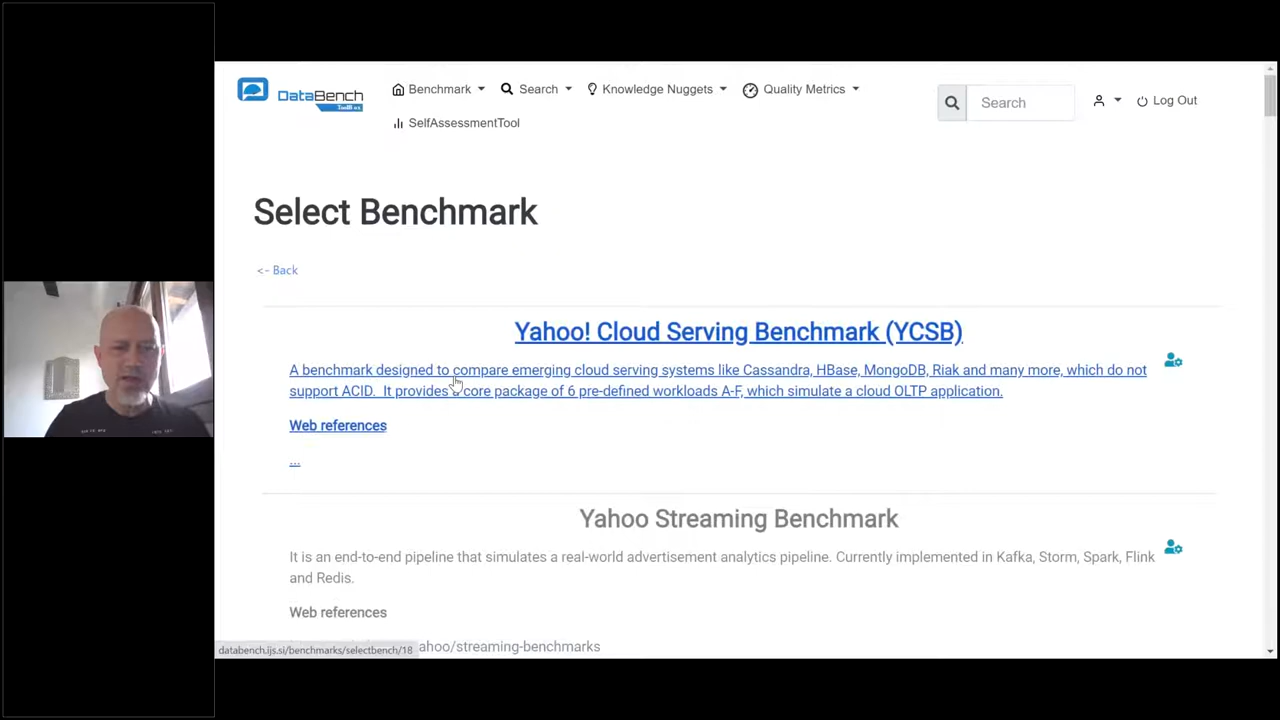 DataBench
ToolBox
Benchmark
Search
Knowledge Nuggets
Quality Metrics
Search
Log Out
SelfAssessmentTool
Select Benchmark
<- Back
Yahoo! Cloud Serving Benchmark (YCSB)
A benchmark designed to compare emerging cloud serving systems like Cassandra, HBase, MongoDB, Riak and many more, which do not
support ACID. It provides a core package of 6 pre-defined workloads A-F, which simulate a cloud OLTP application.
Web references
...
Yahoo Streaming Benchmark
It is an end-to-end pipeline that simulates a real-world advertisement analytics pipeline. Currently implemented in Kafka, Storm, Spark, Flink
and Redis.
Web references
databench.ijs.si/benchmarks/selectbench/18
ahoo/streaming-benchmarks